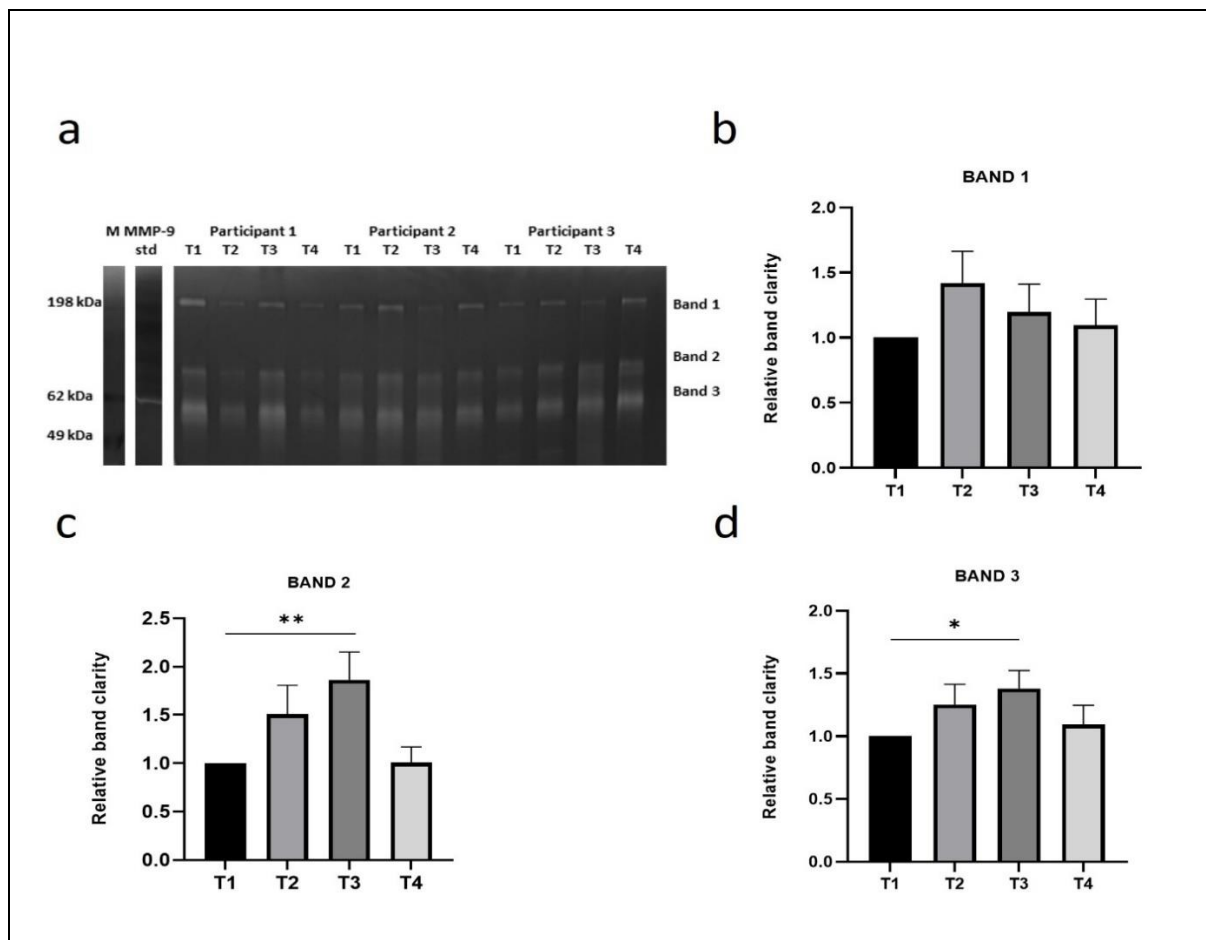 a
M MMP-9 Participant 1 Participant 2 Participant 3
std T1 T2 T3 T4 T1 T2 T3 T4 T1 T2 T3 T4
198 kDa
62 kDa
49 kDa
Band 1
Band 2
Band 3
b
BAND 1
Relative band clarity
2.0
1.5
1.0
0.5
0.0
T1 T2 T3 T4
c
BAND 2
Relative band clarity
2.5
2.0
1.5
1.0
0.5
0.0
**
T1 T2 T3 T4
d
BAND 3
Relative band clarity
2.0
1.5
1.0
0.5
0.0
*
T1 T2 T3 T4